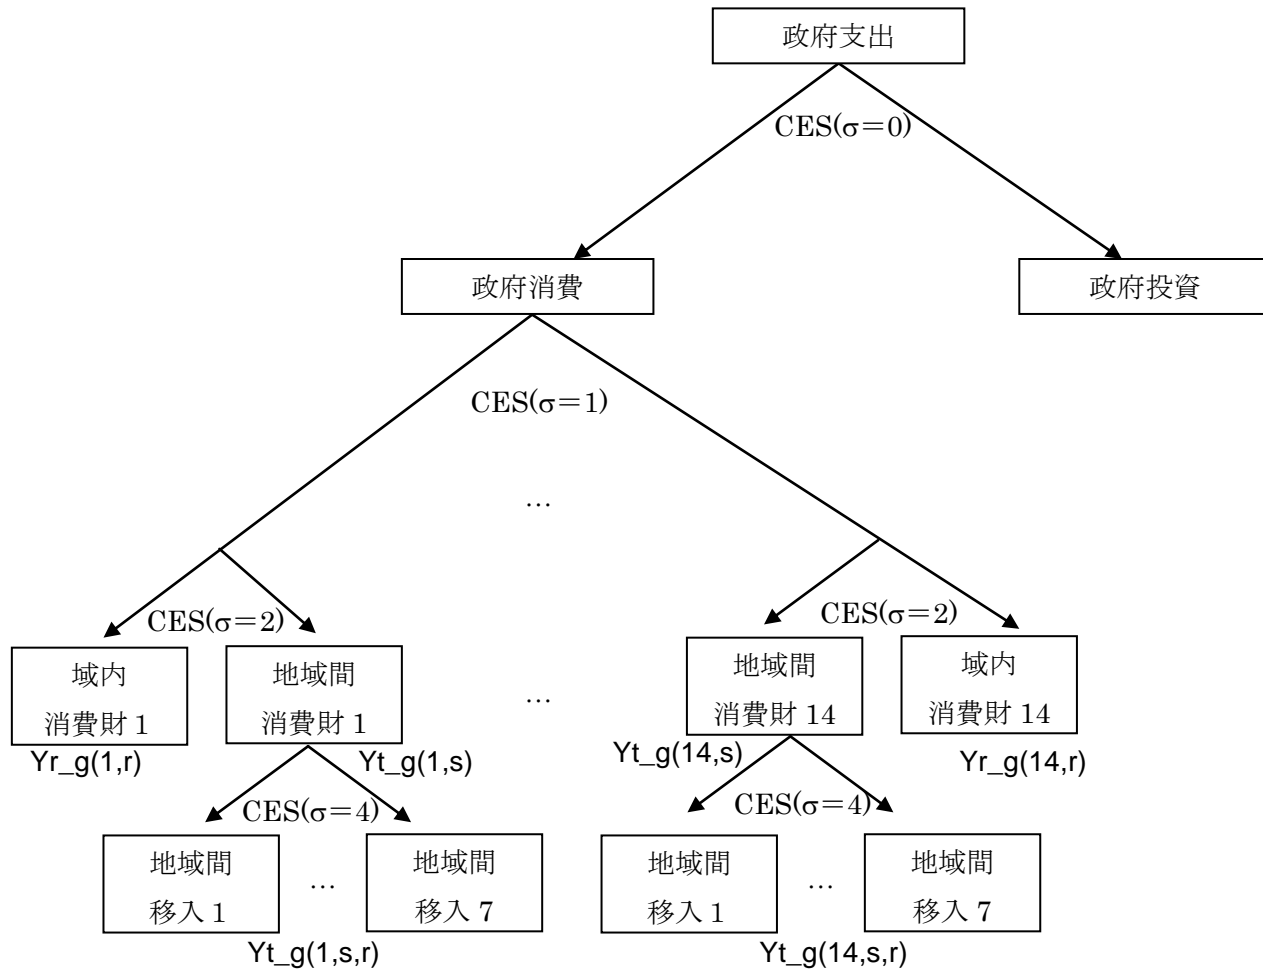 政府支出
CES(σ＝0)
政府消費
政府投資
CES(σ＝1)
…
CES(σ＝2)
CES(σ＝2)
域内
消費財 1
地域間
消費財 1
…
地域間
消費財 14
域内
消費財 14
Yr_g(1,r)
Yt_g(1,s)
Yt_g(14,s)
Yr_g(14,r)
CES(σ＝4)
CES(σ＝4)
地域間
移入 1
…
地域間
移入 7
地域間
移入 1
…
地域間
移入 7
Yt_g(1,s,r)
Yt_g(14,s,r)